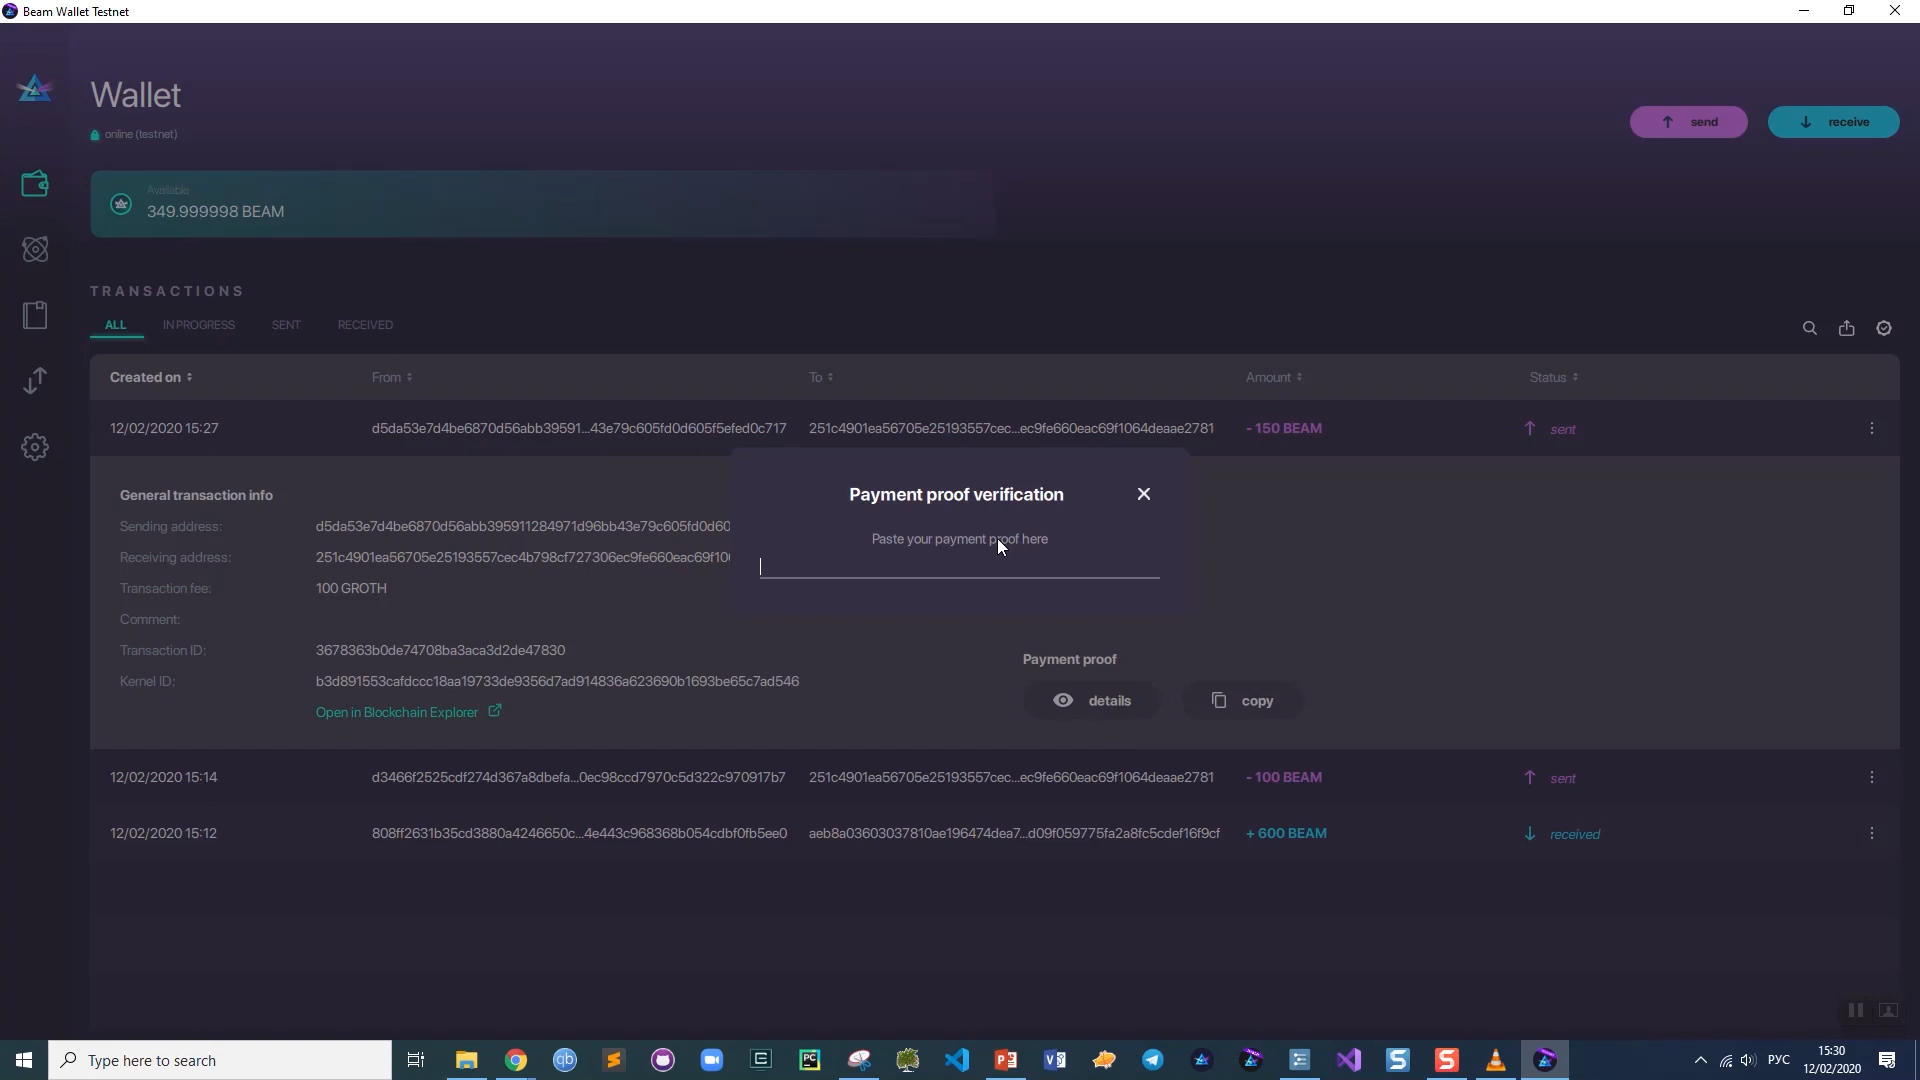 Beam Wallet Testnet
Wallet
online (testnet)
send
receive
Available
349.999998 BEAM
TRANSACTIONS
ALL
IN PROGRESS
SENT
RECEIVED
Created on
From
To
Amount
Status
12/02/2020 15:27
d5da53e7d4be6870d56abb39591...43e79c605fd0d605f5efed0c717
251c4901ea56705e25193557cec...ec9fe660eac69f1064deaae2781
- 150 BEAM
sent
Payment proof verification
Paste your payment proof here
General transaction info
Sending address:
d5da53e7d4be6870d56abb395911284971d96bb43e79c605fd0d60
Receiving address:
251c4901ea56705e25193557cec4b798cf727306ec9fe660eac69f10
Transaction fee:
100 GROTH
Comment:
Transaction ID:
3678363b0de74708ba3aca3d2de47830
Kernel ID:
b3d891553cafdccc18aa19733de9356d7ad914836a623690b1693be65c7ad546
Open in Blockchain Explorer
Payment proof
details
copy
12/02/2020 15:14
d3466f2525cdf274d367a8dbefa...0ec98ccd7970c5d322c970917b7
251c4901ea56705e25193557cec...ec9fe660eac69f1064deaae2781
- 100 BEAM
sent
12/02/2020 15:12
808ff2631b35cd3880a4246650c...4e443c968368b054cdbf0fb5ee0
aeb8a03603037810ae196474dea7...d09f059775fa2a8fc5cdef16f9cf
+ 600 BEAM
received
Type here to search
РУС
15:30
12/02/2020